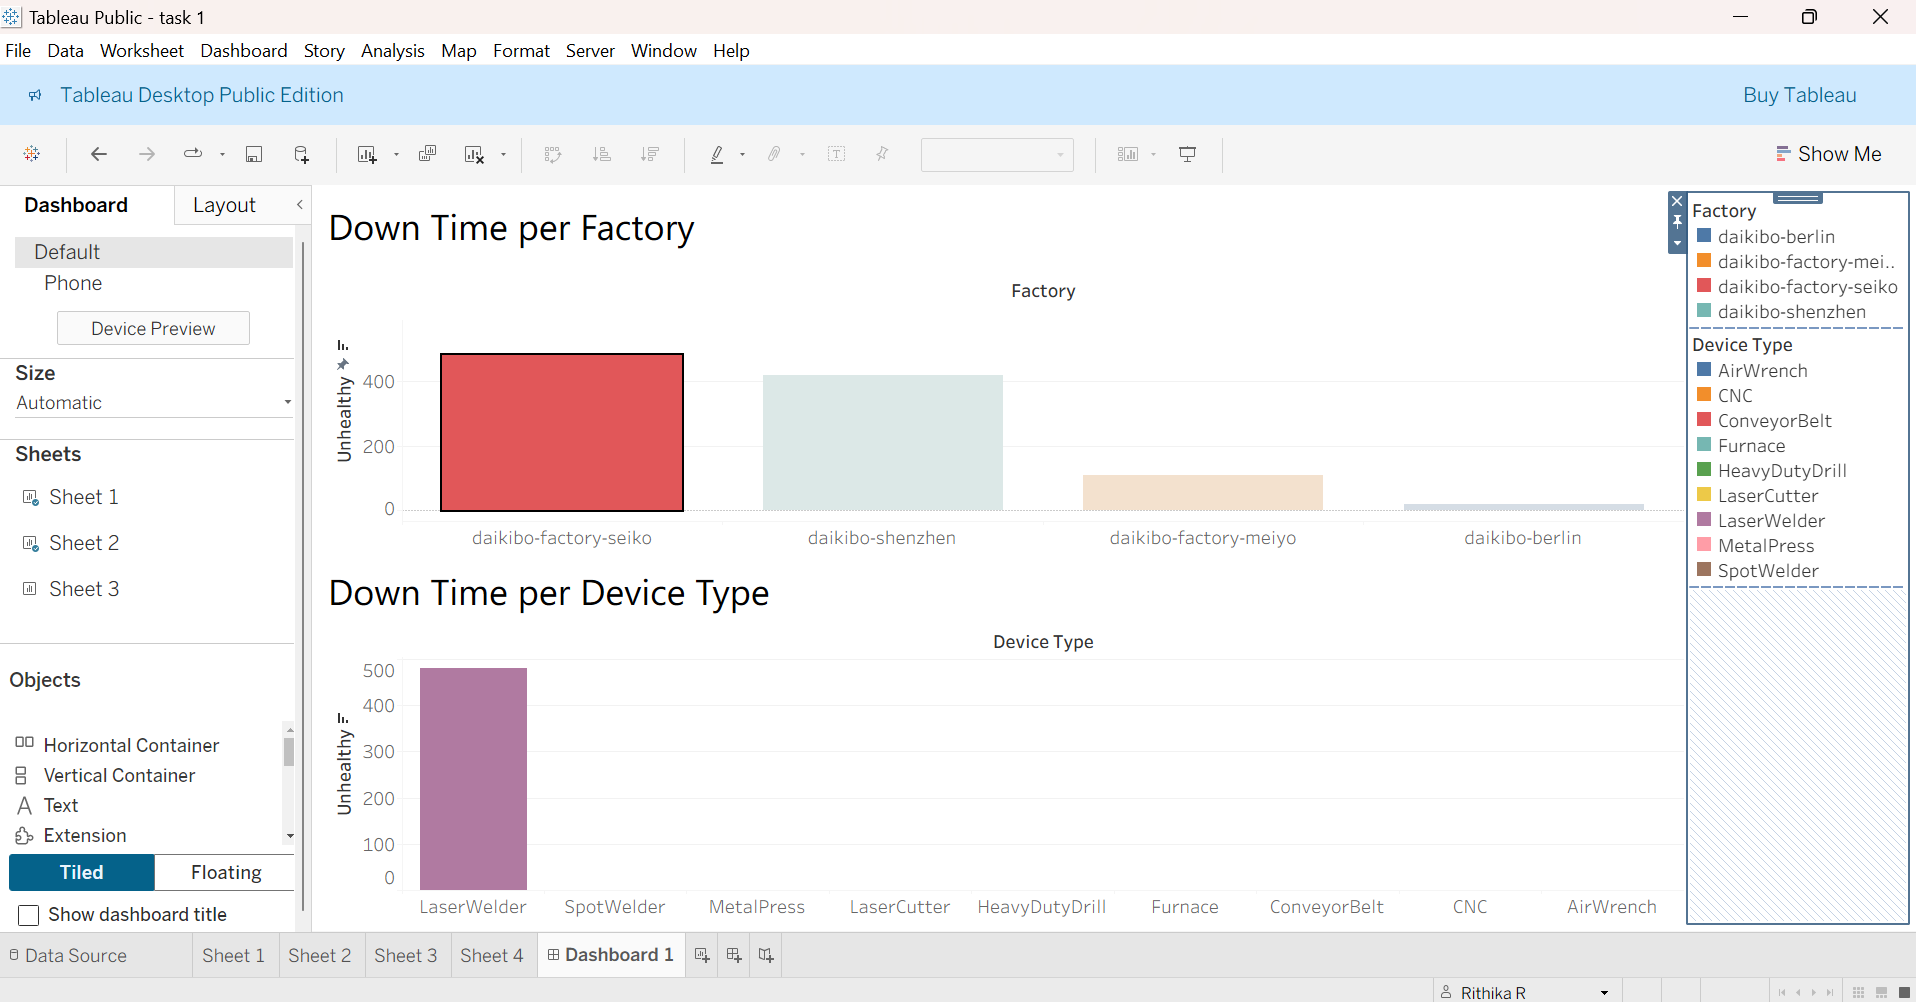 Tableau Public - task 1
File Data Worksheet Dashboard Story Analysis Map Format Server Window Help
Tableau Desktop Public Edition
Buy Tableau
Show Me
Dashboard
Layout
Default
Phone
Device Preview
Size
Automatic
Sheets
Sheet 1
Sheet 2
Sheet 3
Objects
Horizontal Container
Vertical Container
Text
Extension
Tiled
Floating
Show dashboard title
Down Time per Factory
Factory
Unhealthy
400
200
0
daikibo-factory-seiko
daikibo-shenzhen
daikibo-factory-meiyo
daikibo-berlin
Down Time per Device Type
Device Type
Unhealthy
500
400
300
200
100
0
LaserWelder
SpotWelder
MetalPress
LaserCutter
HeavyDutyDrill
Furnace
ConveyorBelt
CNC
AirWrench
Factory
daikibo-berlin
daikibo-factory-mei..
daikibo-factory-seiko
daikibo-shenzhen
Device Type
AirWrench
CNC
ConveyorBelt
Furnace
HeavyDutyDrill
LaserCutter
LaserWelder
MetalPress
SpotWelder
Data Source
Sheet 1
Sheet 2
Sheet 3
Sheet 4
Dashboard 1
Rithika R